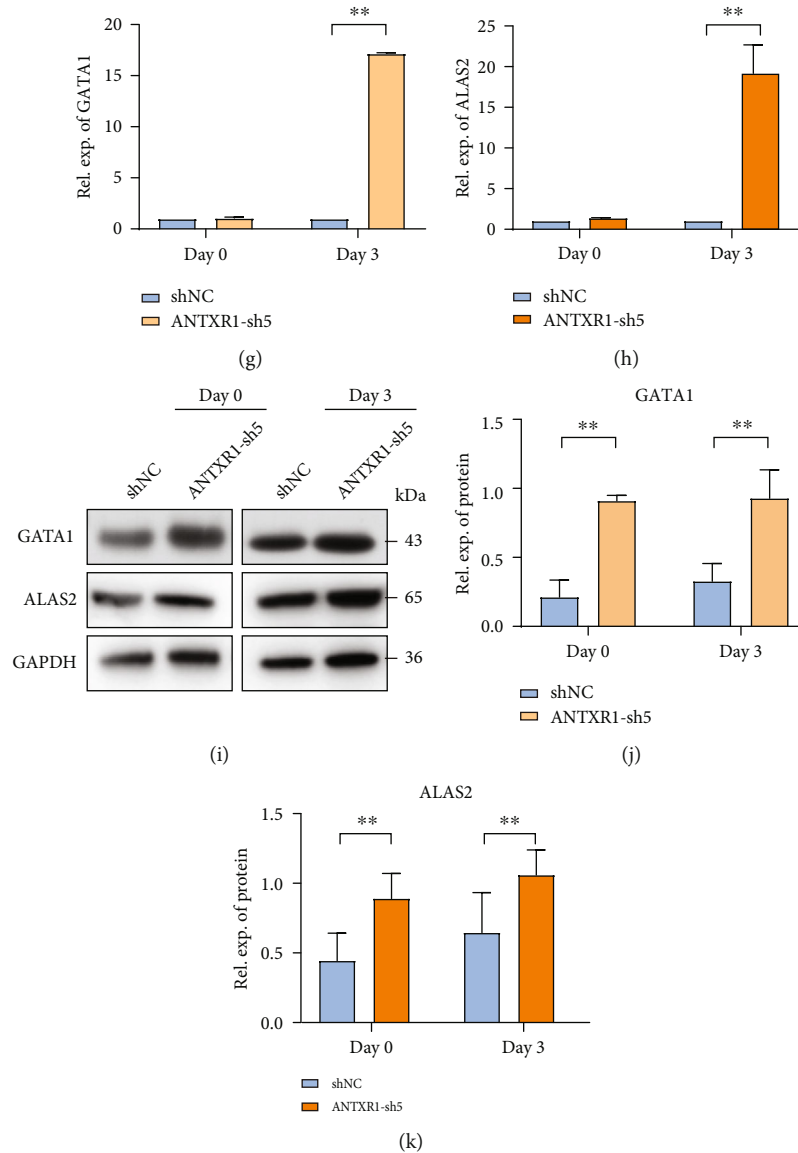 20
15
10
5
0
Rel. exp. of GATA1
**
Day 0 Day 3
shNC
ANTXR1-sh5
(g)
25
20
15
10
5
0
Rel. exp. of ALAS2
**
Day 0 Day 3
shNC
ANTXR1-sh5
(h)
Day 0 Day 3
shNC ANTXR1-sh5 shNC ANTXR1-sh5
kDa
GATA1 43
ALAS2 65
GAPDH 36
(i)
GATA1
1.5
1.0
0.5
0.0
Rel. exp. of protein
** **
Day 0 Day 3
shNC
ANTXR1-sh5
(j)
ALAS2
1.5
1.0
0.5
0.0
Rel. exp. of protein
** **
Day 0 Day 3
shNC
ANTXR1-sh5
(k)